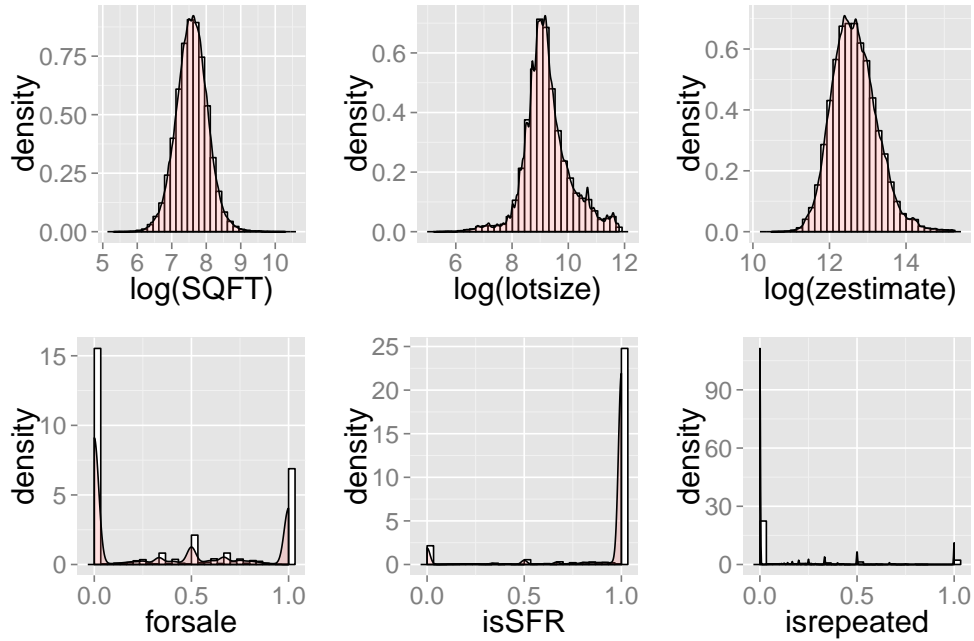 density
0.75
0.50
0.25
0.00
5 6 7 8 9 10
log(SQFT)
density
0.6
0.4
0.2
0.0
6 8 10 12
log(lotsize)
density
0.6
0.4
0.2
0.0
10 12 14
log(zestimate)
density
15
10
5
0
0.0 0.5 1.0
forsale
density
25
20
15
10
5
0
0.0 0.5 1.0
isSFR
density
90
60
30
0
0.0 0.5 1.0
isrepeated